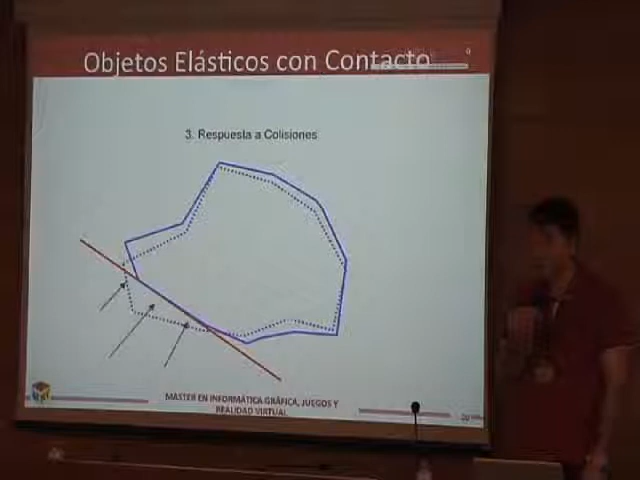 Objetos Elásticos con Contacto
3. Respuesta a Colisiones
MASTER EN INFORMÁTICA GRÁFICA, JUEGOS Y
REALIDAD VIRTUAL